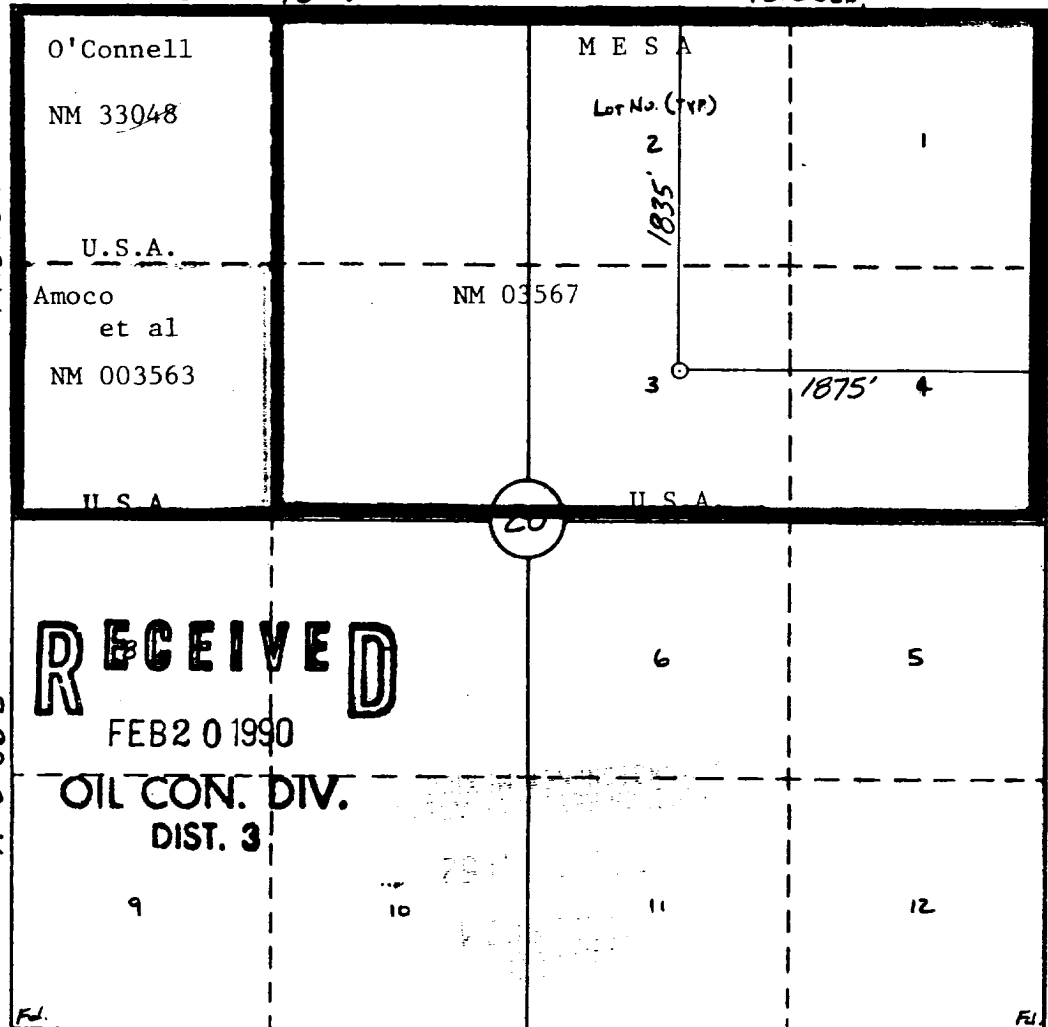 O'Connell
M E S A
NM 33048
Lot No. (TYP)
2
1
1835'
U.S.A.
Amoco
et al
NM 03567
NM 003563
3
1875'
4
U.S.A.
U.S.A.
20
RECEIVED
6
5
FEB 20 1990
OIL CON. DIV.
DIST. 3
9
10
11
12
Fd.
Fd.